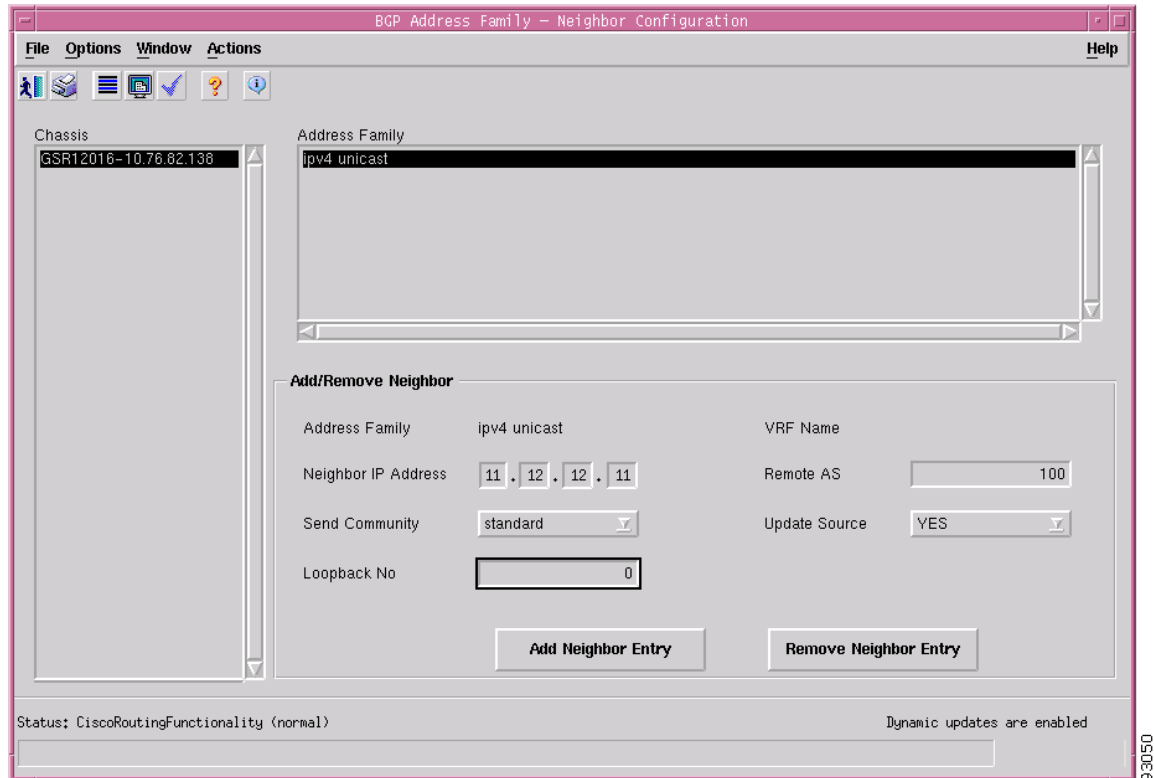 BGP Address Family – Neighbor Configuration
File Options Window Actions Help
Chassis
GSR12016-10.76.82.138
Address Family
ipv4 unicast
Add/Remove Neighbor
Address Family ipv4 unicast VRF Name
Neighbor IP Address 11 . 12 . 12 . 11 Remote AS 100
Send Community standard Update Source YES
Loopback No 0
Add Neighbor Entry Remove Neighbor Entry
Status: CiscoRoutingFunctionality (normal) Dynamic updates are enabled
93050